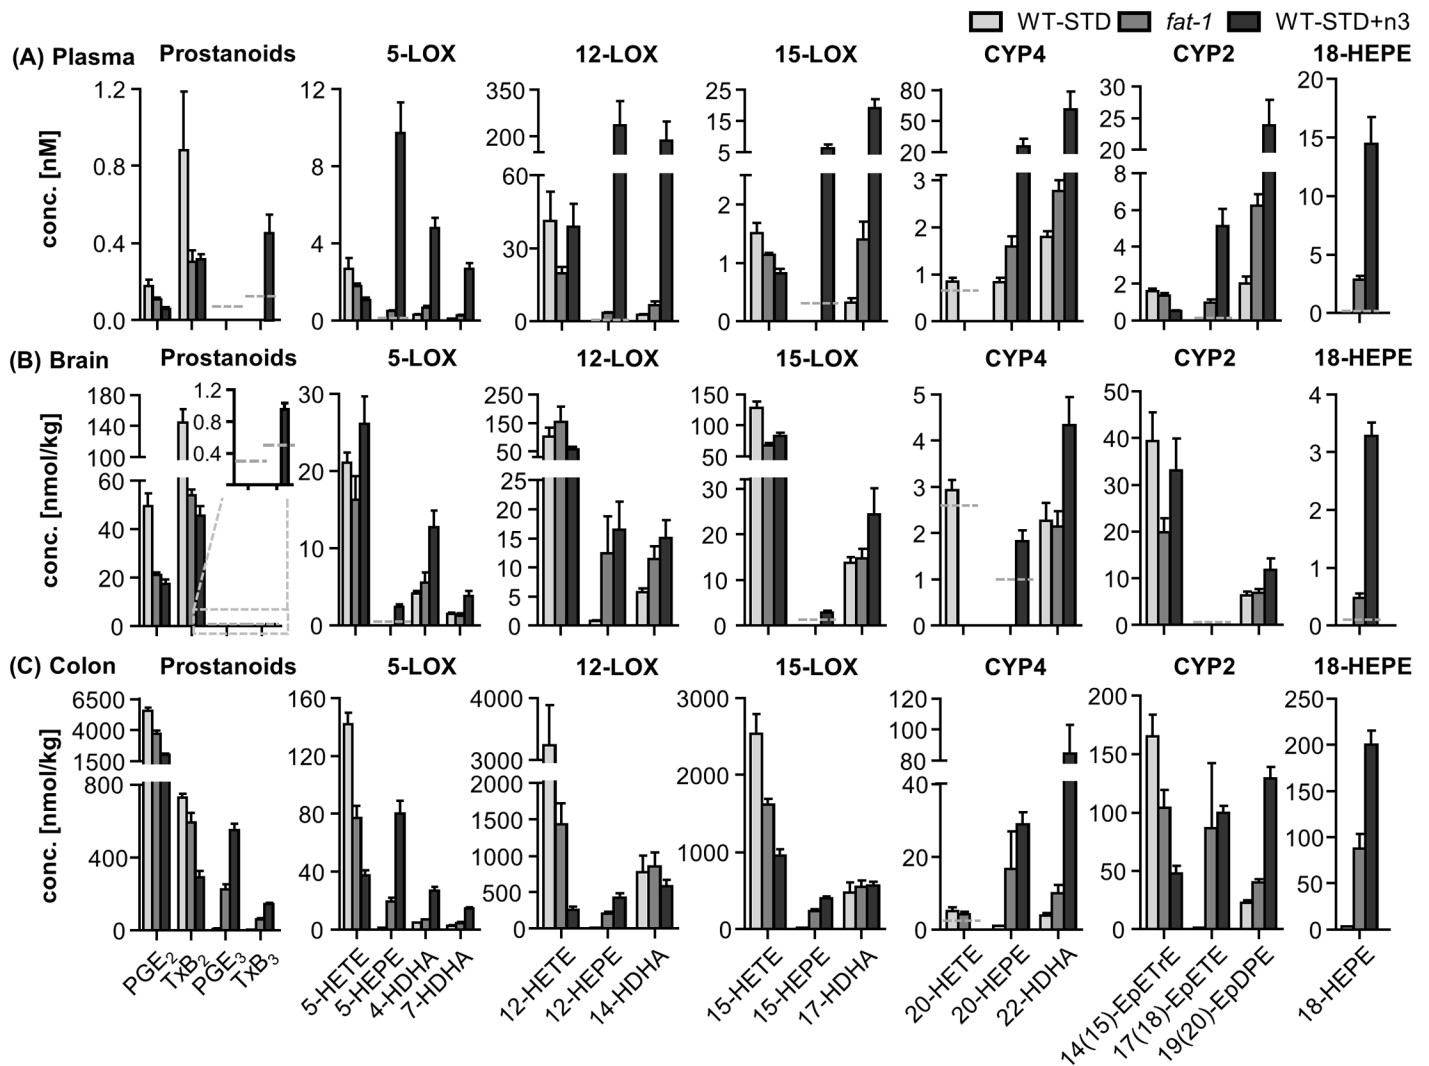 WT-STD fat-1 WT-STD+n3
(A) Plasma Prostanoids 5-LOX 12-LOX 15-LOX CYP4 CYP2 18-HEPE
conc. [nM]
1.2 0.8 0.4 0.0
12 8 4 0
350 200 60 30 0
25 15 5 2 1 0
80 50 20 3 2 1 0
30 25 20 8 6 4 2 0
20 15 10 5 0
(B) Brain Prostanoids 5-LOX 12-LOX 15-LOX CYP4 CYP2 18-HEPE
conc. [nmol/kg]
180 140 100 60 40 20 0
1.2 0.8 0.4
30 20 10 0
250 150 50 25 20 15 10 5 0
150 100 50 30 20 10 0
5 4 3 2 1 0
50 40 30 20 10 0
4 3 2 1 0
(C) Colon Prostanoids 5-LOX 12-LOX 15-LOX CYP4 CYP2 18-HEPE
conc. [nmol/kg]
6500 4000 1500 800 400 0
160 120 80 40 0
4000 3000 2000 1500 1000 500 0
3000 2000 1000 0
120 100 80 40 20 0
200 150 100 50 0
250 200 150 100 50 0
PGE2 TxB2 PGE3 TxB3
5-HETE 5-HEPE 4-HDHA 7-HDHA
12-HETE 12-HEPE 14-HDHA
15-HETE 15-HEPE 17-HDHA
20-HETE 20-HEPE 22-HDHA
14(15)-EpETrE 17(18)-EpETE 19(20)-EpDPE
18-HEPE